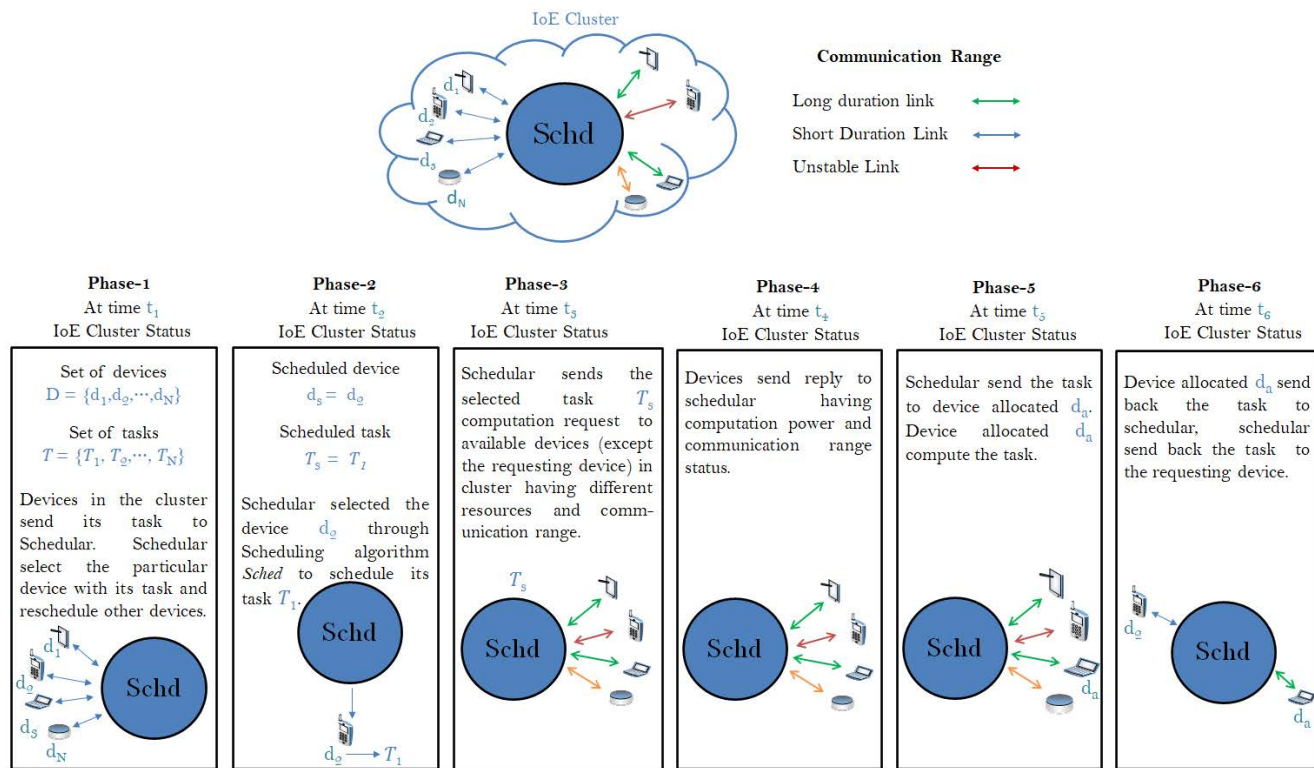 IoE Cluster
d₁
d₂
d₃
d_N
Schd
Communication Range
Long duration link
Short Duration Link
Unstable Link
Phase-1
At time t₁
IoE Cluster Status
Set of devices
D = {d₁,d₂,···,d_N}
Set of tasks
T = {T₁, T₂,···, T_N}
Devices in the cluster
send its task to
Schedular. Schedular
select the particular
device with its task and
reschedule other devices.
d₁
d₂
d₃
d_N
Schd
Phase-2
At time t₂
IoE Cluster Status
Scheduled device
dₛ = d₂
Scheduled task
Tₛ = T₁
Schedular selected the
device d₂ through
Scheduling algorithm
Sched to schedule its
task T₁.
Schd
d₂ → T₁
Phase-3
At time t₃
IoE Cluster Status
Schedular sends the
selected task Tₛ
computation request to
available devices (except
the requesting device) in
cluster having different
resources and comm-
unication range.
Tₛ
Schd
Phase-4
At time t₄
IoE Cluster Status
Devices send reply to
schedular having
computation power and
communication range
status.
Schd
Phase-5
At time t₅
IoE Cluster Status
Schedular send the task
to device allocated dₐ.
Device allocated dₐ
compute the task.
Schd
dₐ
Phase-6
At time t₆
IoE Cluster Status
Device allocated dₐ send
back the task to
schedular, schedular
send back the task to
the requesting device.
d₂
Schd
dₐ